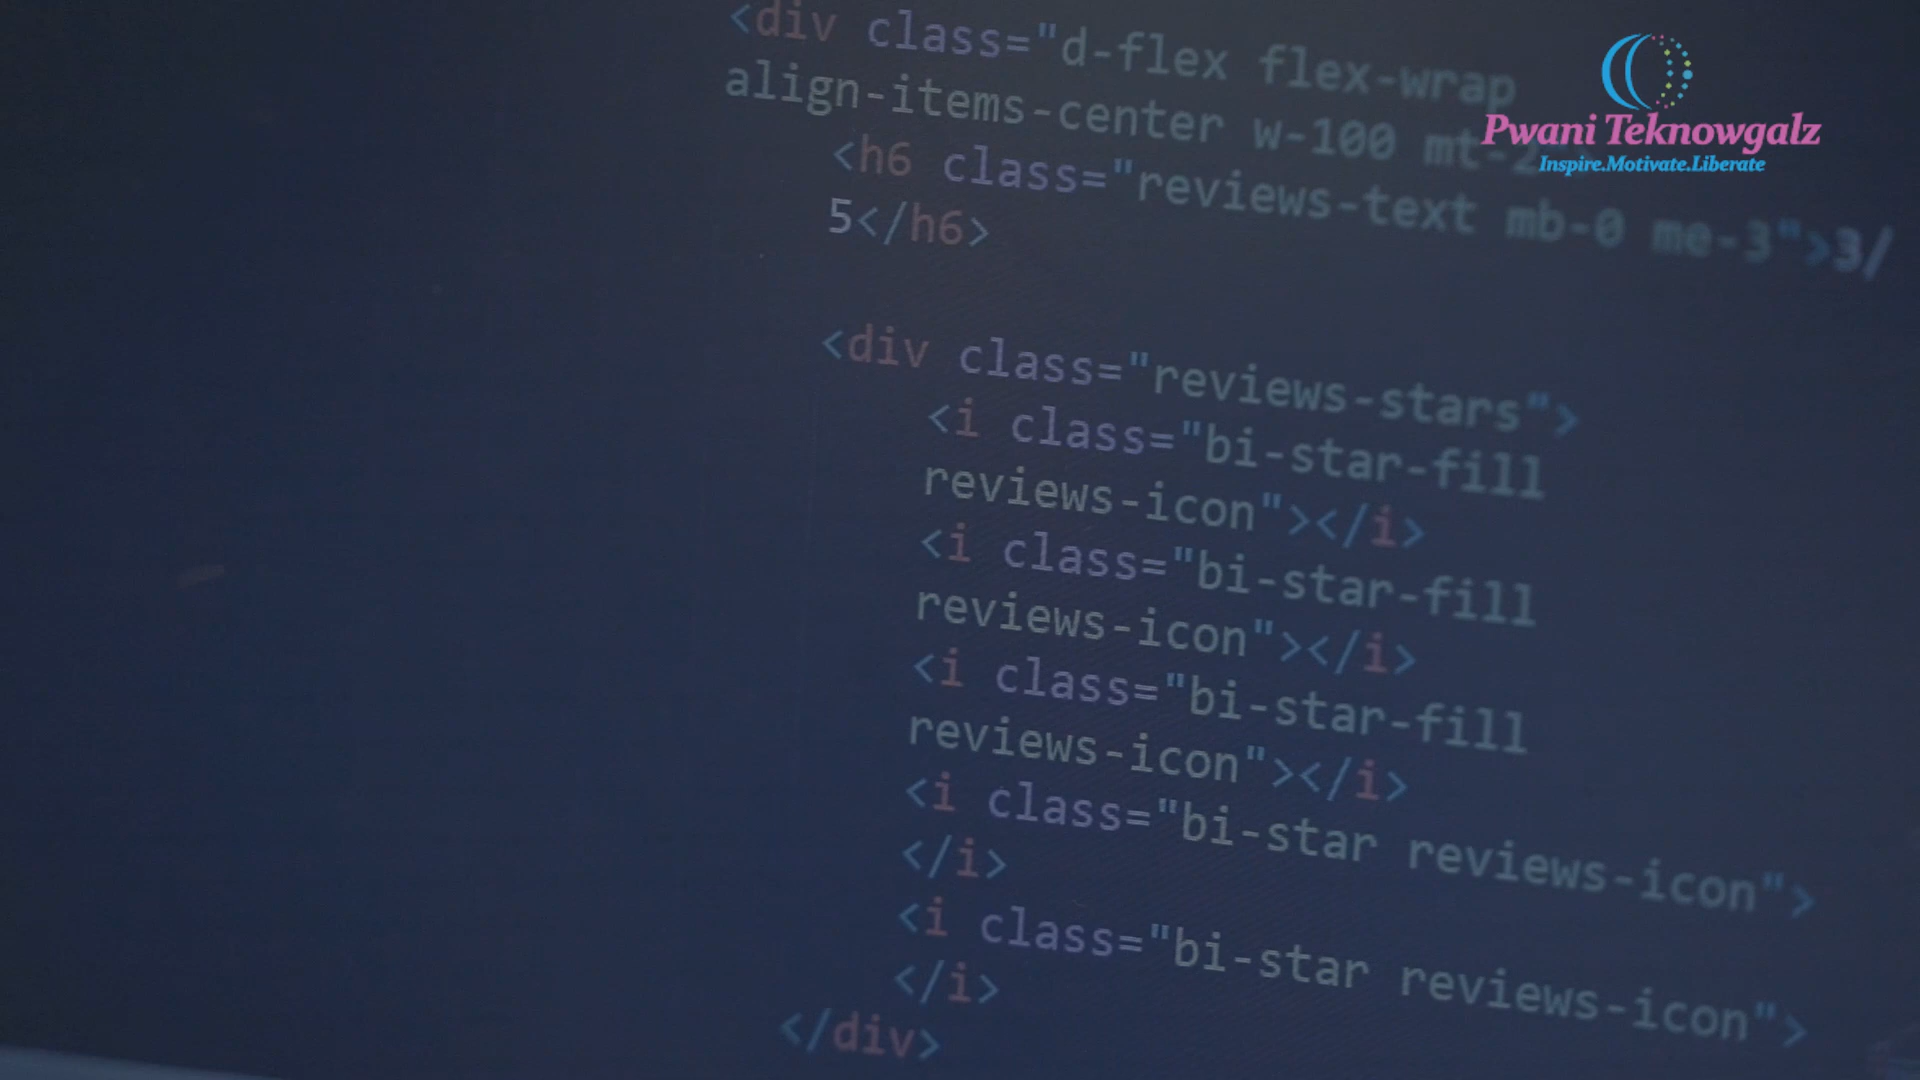 <div class="d-flex flex-wrap
align-items-center w-100 mt-2
<h6 class="reviews-text mb-0 me-3">3/
5</h6>
<div class="reviews-stars">
<i class="bi-star-fill
reviews-icon"></i>
<i class="bi-star-fill
reviews-icon"></i>
<i class="bi-star-fill
reviews-icon"></i>
<i class="bi-star reviews-icon">
</i>
<i class="bi-star reviews-icon">
</i>
</div>
Pwani Teknowgalz
Inspire.Motivate.Liberate